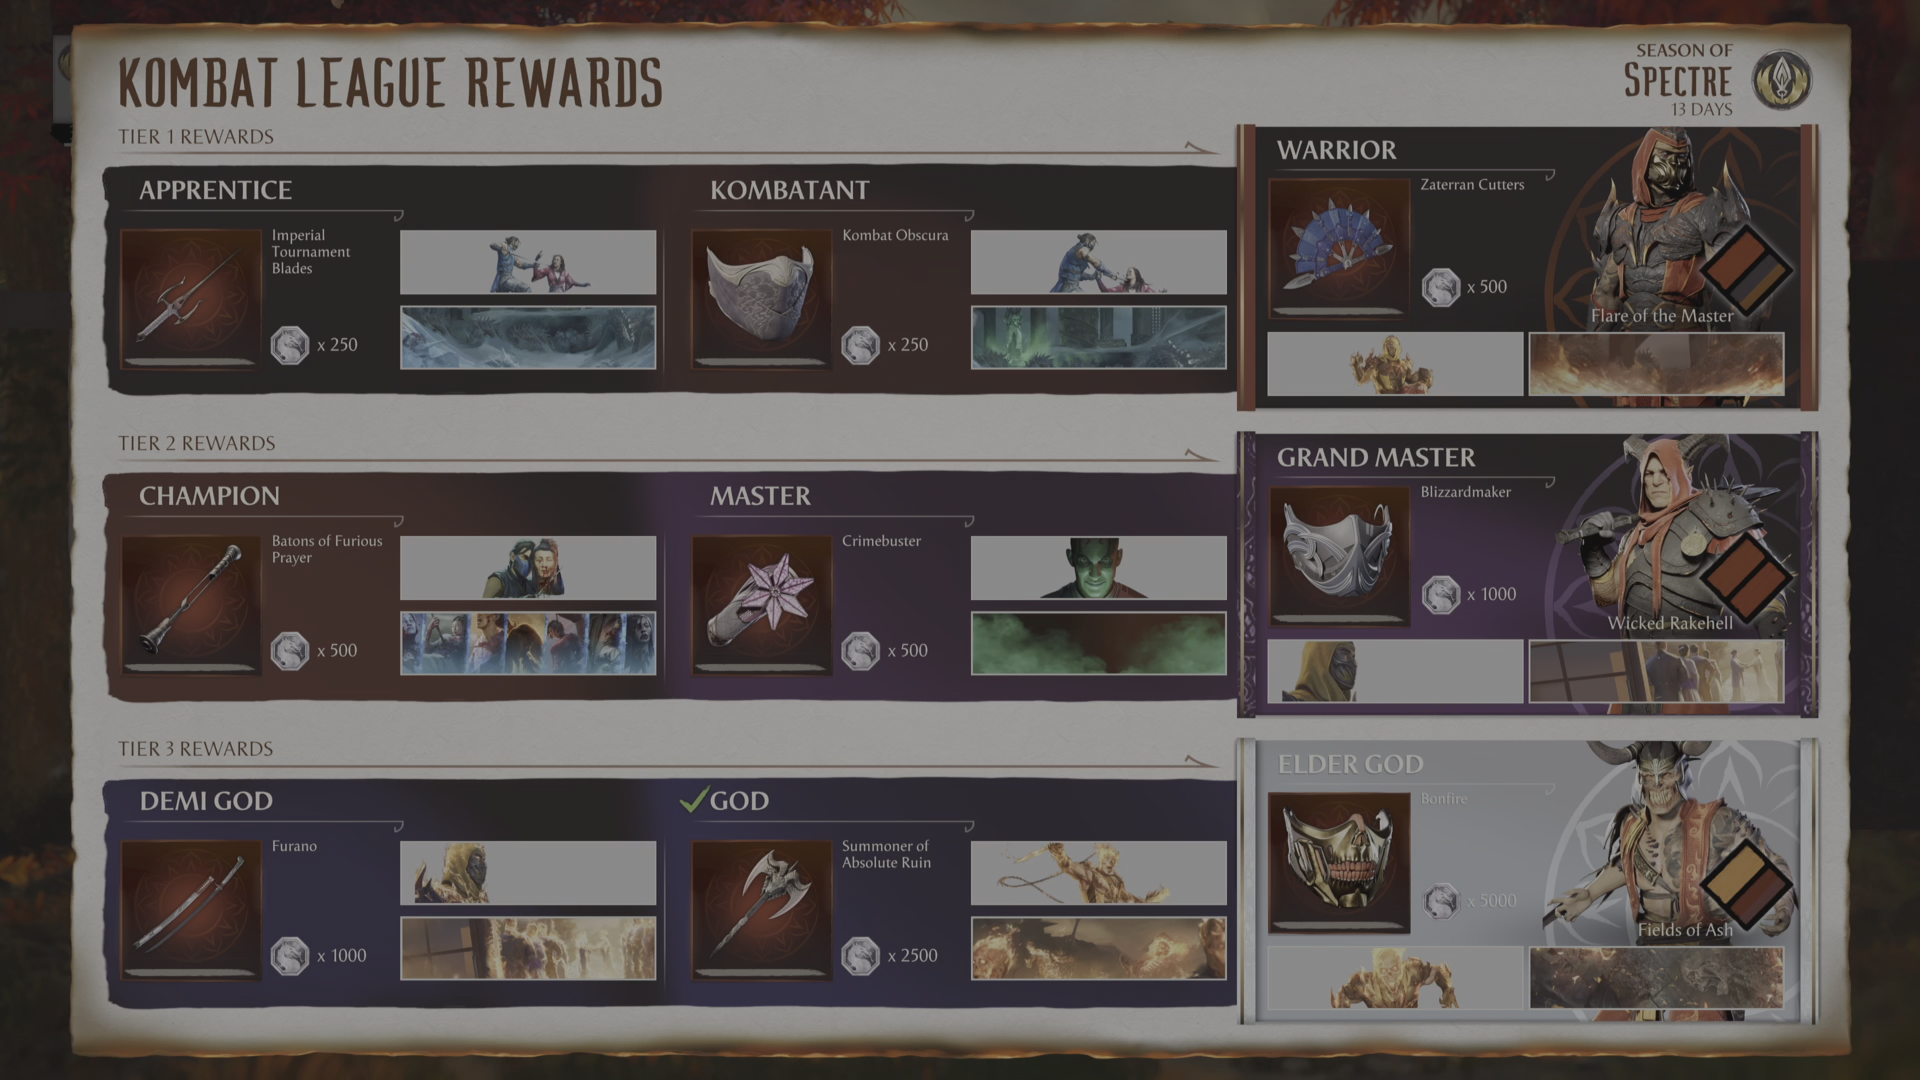 KOMBAT LEAGUE REWARDS
SEASON OF
SPECTRE
13 DAYS
TIER 1 REWARDS
APPRENTICE
Imperial
Tournament
Blades
x 250
KOMBATANT
Kombat Obscura
x 250
WARRIOR
Zaterran Cutters
x 500
Flare of the Master
TIER 2 REWARDS
CHAMPION
Batons of Furious
Prayer
x 500
MASTER
Crimebuster
x 500
GRAND MASTER
Blizzardmaker
x 1000
Wicked Rakehell
TIER 3 REWARDS
DEMI GOD
Furano
x 1000
GOD
Summoner of
Absolute Ruin
x 2500
ELDER GOD
Bonfire
x 5000
Fields of Ash